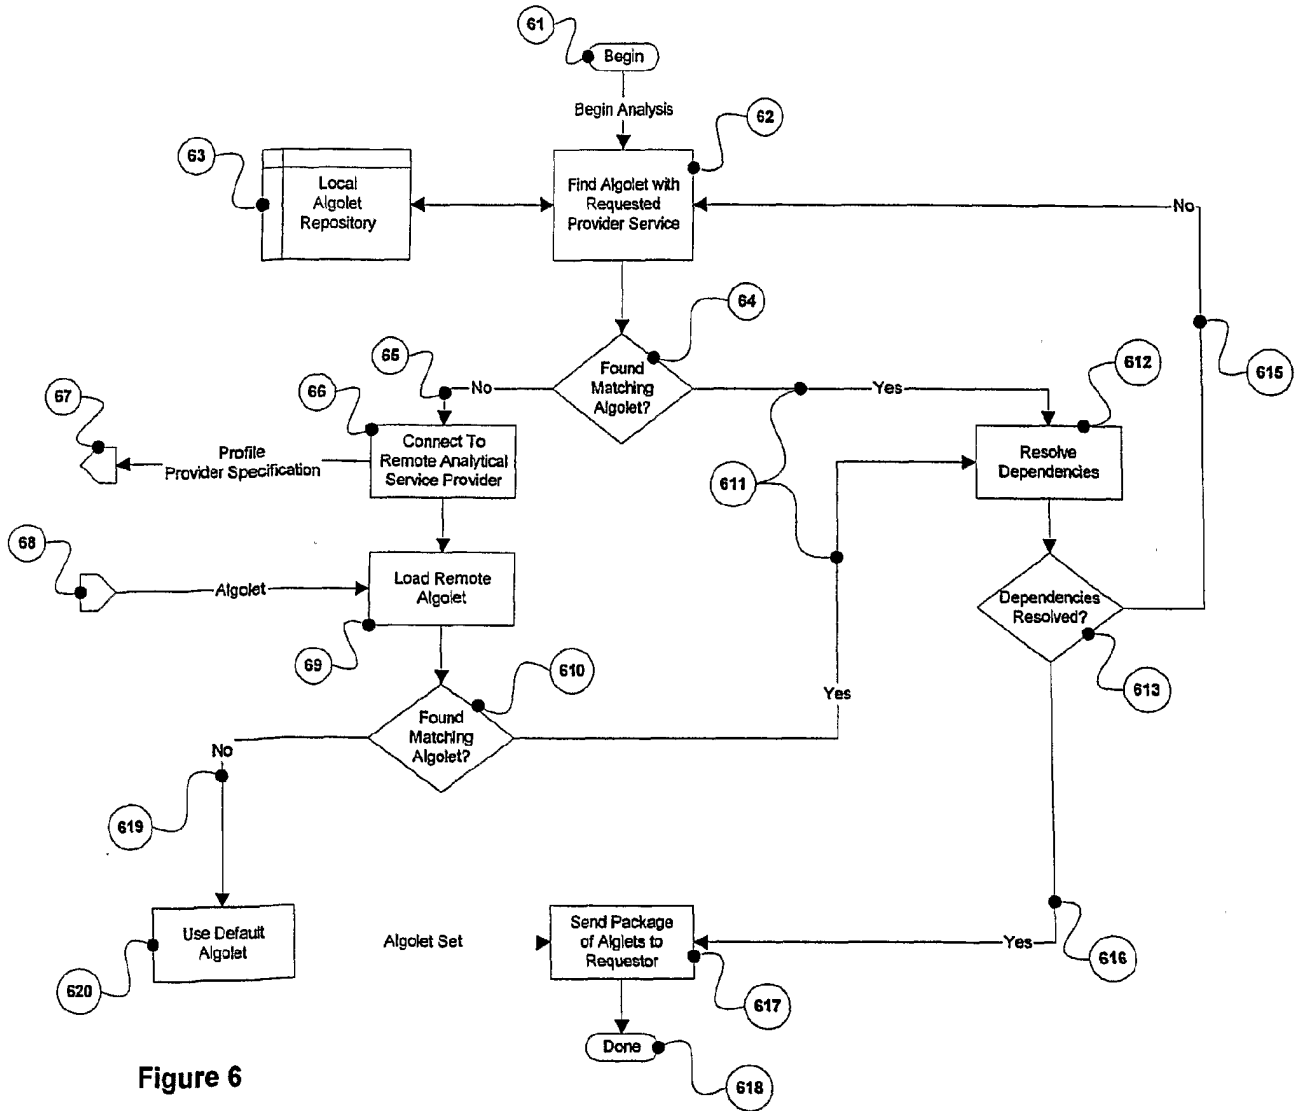 61
Begin
Begin Analysis
62
63
Local
Algolet
Repository
Find Algolet with
Requested
Provider Service
No
64
65
Found
Matching
Algolet?
No
Yes
611
612
615
66
67
Connect To
Remote Analytical
Service Provider
Profile
Provider Specification
Resolve
Dependencies
68
Algolet
Load Remote
Algolet
Dependencies
Resolved?
69
610
613
Found
Matching
Algolet?
Yes
No
619
Use Default
Algolet
620
Algolet Set
Send Package
of Alglets to
Requestor
Yes
616
617
Done
618
Figure 6